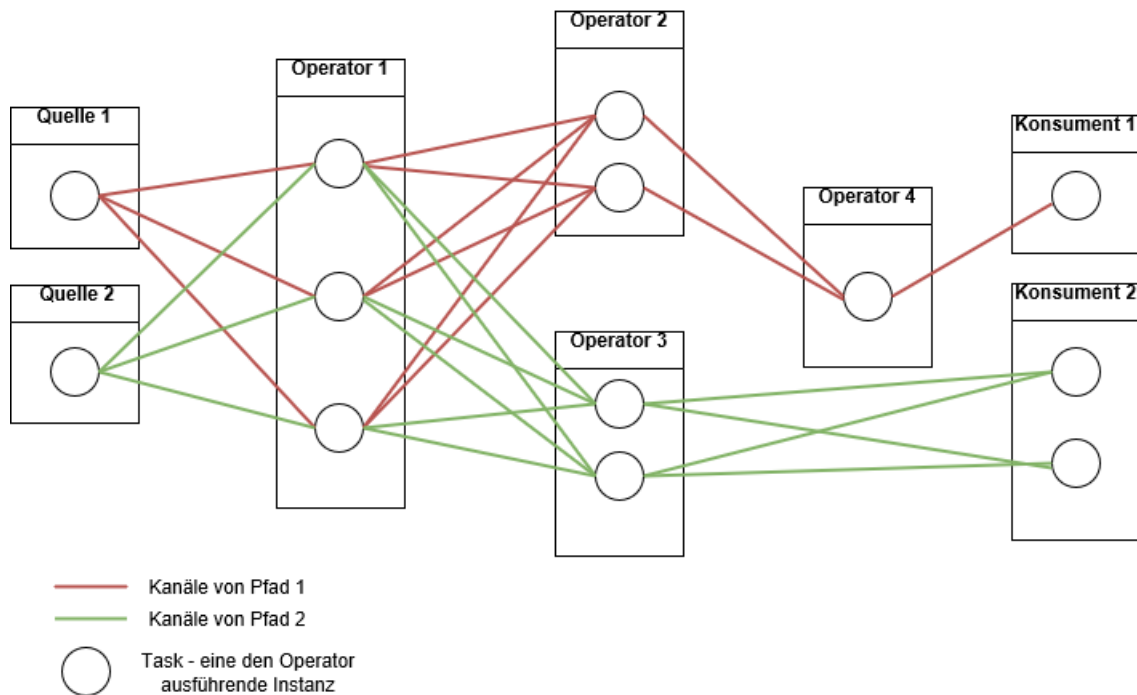 Operator 2
Operator 1
Quelle 1
Konsument 1
Operator 4
Quelle 2
Konsument 2
Operator 3
Kanäle von Pfad 1
Kanäle von Pfad 2
Task - eine den Operator
ausführende Instanz